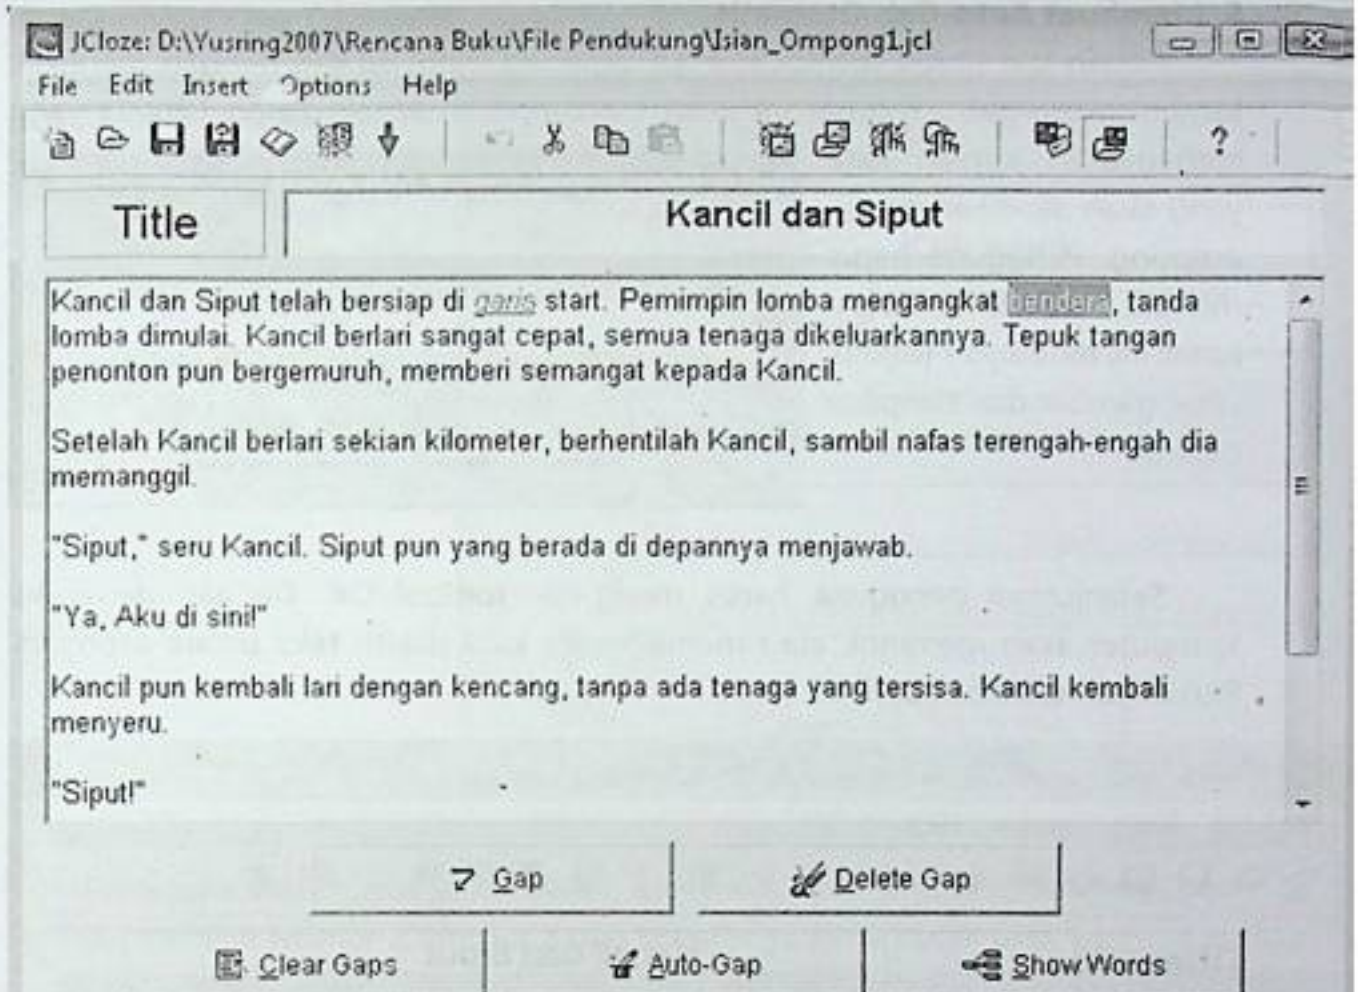 JCloze: D:\Yusring2007\Rencana Buku\File Pendukung\Isian_Ompong1.jcl
File Edit Insert Options Help
?
Title
Kancil dan Siput
Kancil dan Siput telah bersiap di garis start. Pemimpin lomba mengangkat bendera, tanda
lomba dimulai. Kancil berlari sangat cepat, semua tenaga dikeluarkannya. Tepuk tangan
penonton pun bergemuruh, memberi semangat kepada Kancil.
Setelah Kancil berlari sekian kilometer, berhentilah Kancil, sambil nafas terengah-engah dia
memanggil.
"Siput," seru Kancil. Siput pun yang berada di depannya menjawab.
"Ya, Aku di sini!"
Kancil pun kembali lari dengan kencang, tanpa ada tenaga yang tersisa. Kancil kembali
menyeru.
"Siput!"
Gap Delete Gap
Clear Gaps Auto-Gap Show Words